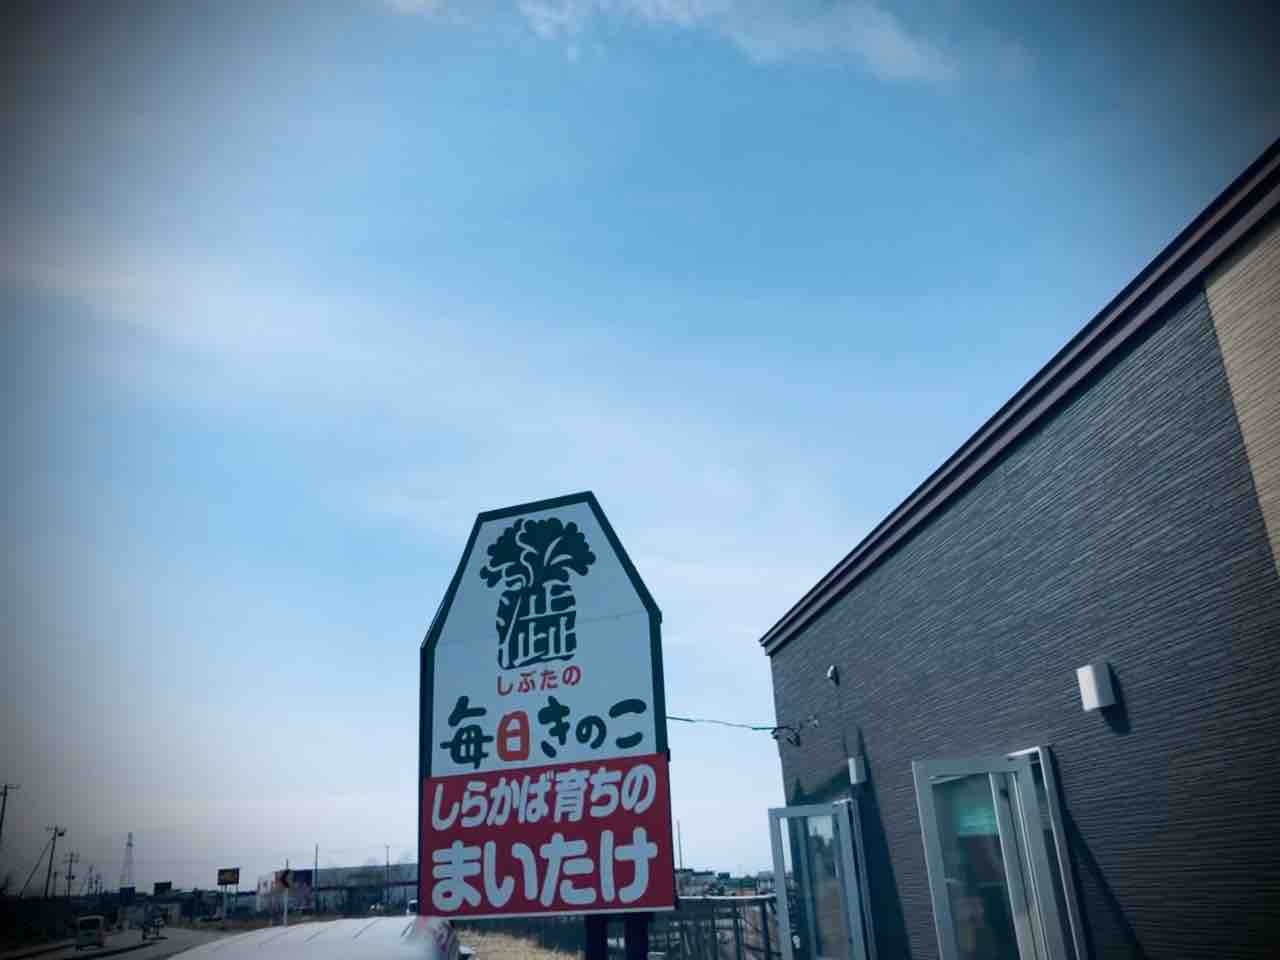 しぶたの
毎日きのこ
しらかば育ちの
まいたけ